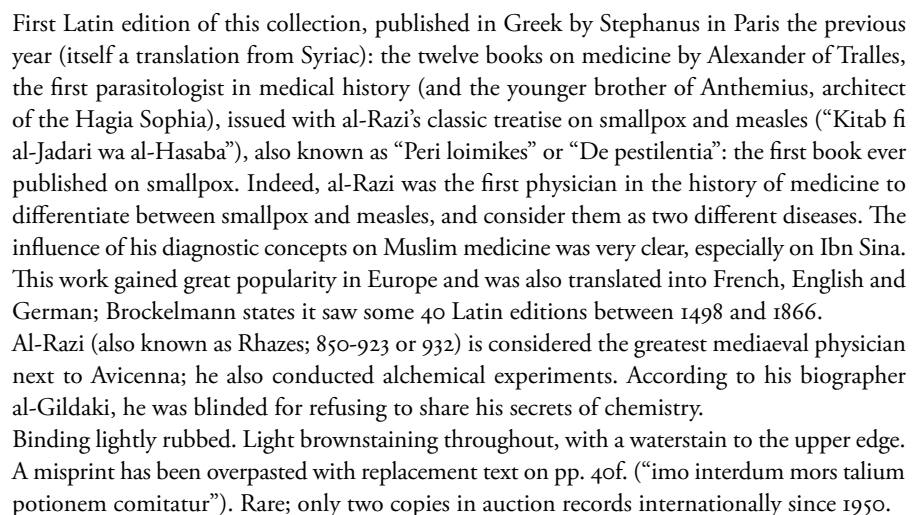 First Latin edition of this collection, published in Greek by Stephanus in Paris the previous
year (itself a translation from Syriac): the twelve books on medicine by Alexander of Tralles,
the first parasitologist in medical history (and the younger brother of Anthemius, architect
of the Hagia Sophia), issued with al-Razi’s classic treatise on smallpox and measles (“Kitab fi
al-Jadari wa al-Hasaba”), also known as “Peri loimikes” or “De pestilentia”: the first book ever
published on smallpox. Indeed, al-Razi was the first physician in the history of medicine to
differentiate between smallpox and measles, and consider them as two different diseases. The
influence of his diagnostic concepts on Muslim medicine was very clear, especially on Ibn Sina.
This work gained great popularity in Europe and was also translated into French, English and
German; Brockelmann states it saw some 40 Latin editions between 1498 and 1866.
Al-Razi (also known as Rhazes; 850-923 or 932) is considered the greatest mediaeval physician
next to Avicenna; he also conducted alchemical experiments. According to his biographer
al-Gildaki, he was blinded for refusing to share his secrets of chemistry.
Binding lightly rubbed. Light brownstaining throughout, with a waterstain to the upper edge.
A misprint has been overpasted with replacement text on pp. 40f. (“imo interdum mors talium
potionem comitatur”). Rare; only two copies in auction records internationally since 1950.